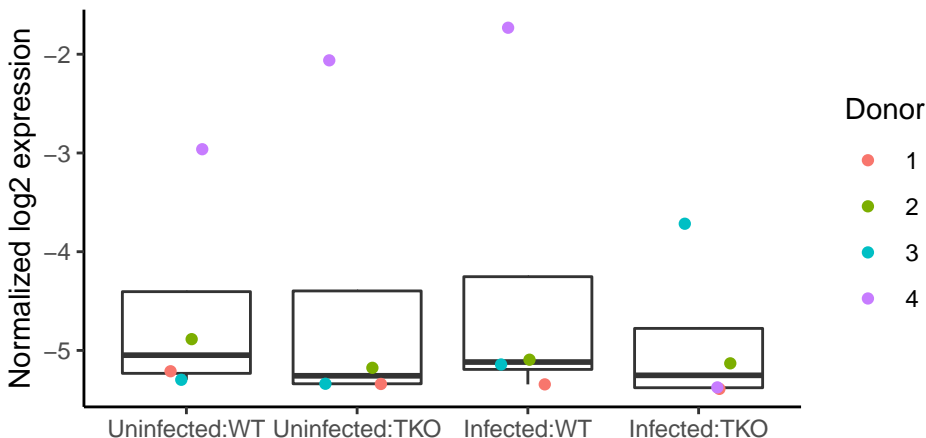 Normalized log2 expression
−2
−3
−4
−5
Uninfected:WT
Uninfected:TKO
Infected:WT
Infected:TKO
Donor
1
2
3
4